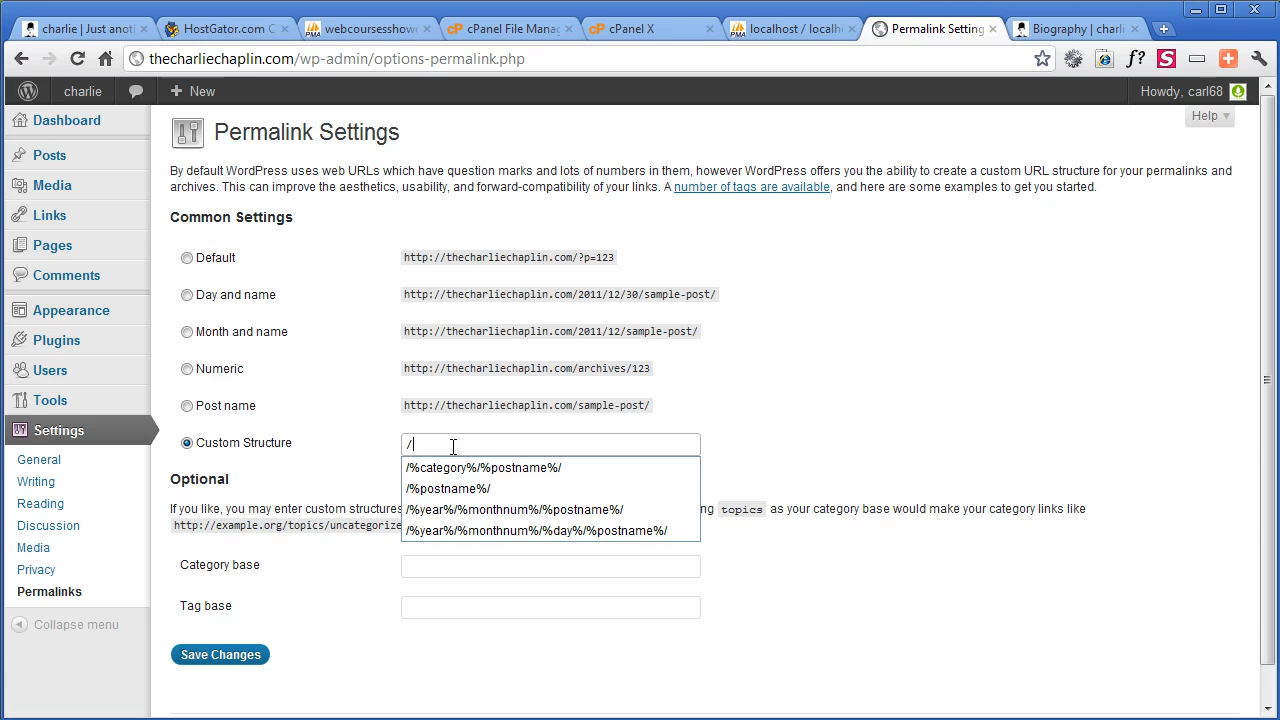 charlie | Just anoth
HostGator.com C
webcoursesshowe
cPanel File Manag
cPanel X
localhost / localho
Permalink Setting
Biography | charli
thecharliechaplin.com/wp-admin/options-permalink.php
charlie
New
Howdy, carl68
Help
Dashboard
Posts
Media
Links
Pages
Comments
Appearance
Plugins
Users
Tools
Settings
General
Writing
Reading
Discussion
Media
Privacy
Permalinks
Collapse menu
Permalink Settings
By default WordPress uses web URLs which have question marks and lots of numbers in them, however WordPress offers you the ability to create a custom URL structure for your permalinks and
archives. This can improve the aesthetics, usability, and forward-compatibility of your links. A number of tags are available, and here are some examples to get you started.
Common Settings
Default http://thecharliechaplin.com/?p=123
Day and name http://thecharliechaplin.com/2011/12/30/sample-post/
Month and name http://thecharliechaplin.com/2011/12/sample-post/
Numeric http://thecharliechaplin.com/archives/123
Post name http://thecharliechaplin.com/sample-post/
Custom Structure /
/%category%/%postname%/
/%postname%/
/%year%/%monthnum%/%postname%/
/%year%/%monthnum%/%day%/%postname%/
Optional
If you like, you may enter custom structures ng topics as your category base would make your category links like
http://example.org/topics/uncategorize
Category base
Tag base
Save Changes